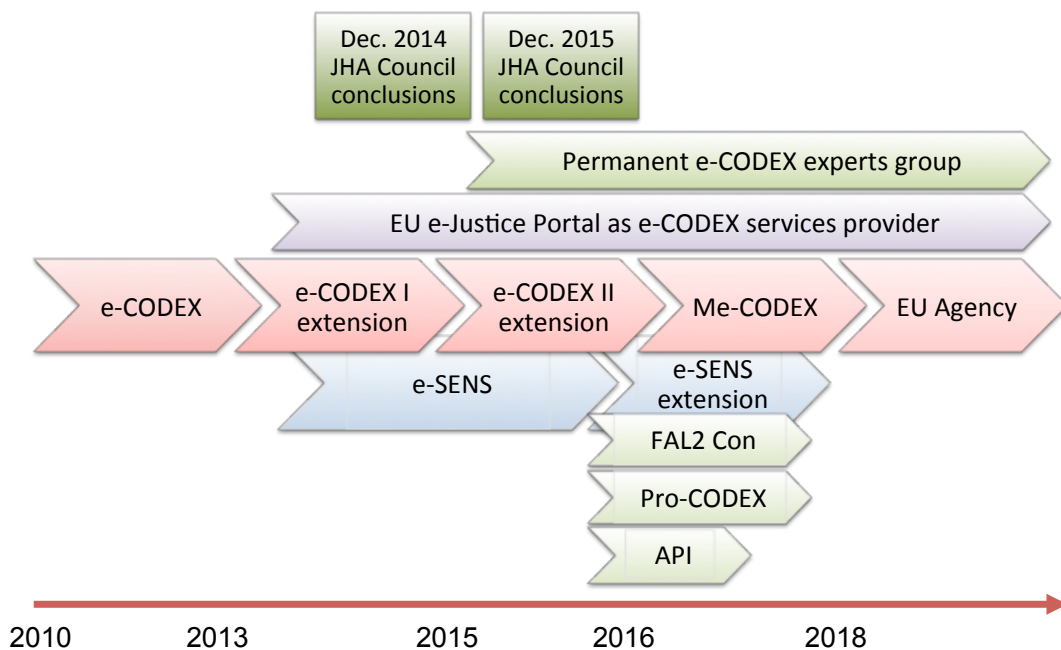 Dec. 2014
JHA Council
conclusions
Dec. 2015
JHA Council
conclusions
Permanent e-CODEX experts group
EU e-Justice Portal as e-CODEX services provider
e-CODEX
e-CODEX I
extension
e-CODEX II
extension
Me-CODEX
EU Agency
e-SENS
e-SENS
extension
FAL2 Con
Pro-CODEX
API
2010 2013 2015 2016 2018